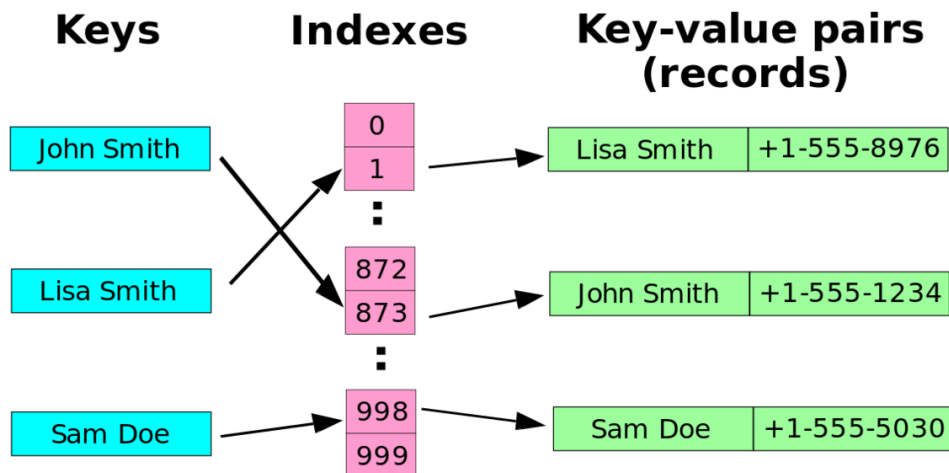 Keys
Indexes
Key-value pairs
(records)
John Smith
Lisa Smith
Sam Doe
0
1
:
872
873
:
998
999
Lisa Smith +1-555-8976
John Smith +1-555-1234
Sam Doe +1-555-5030